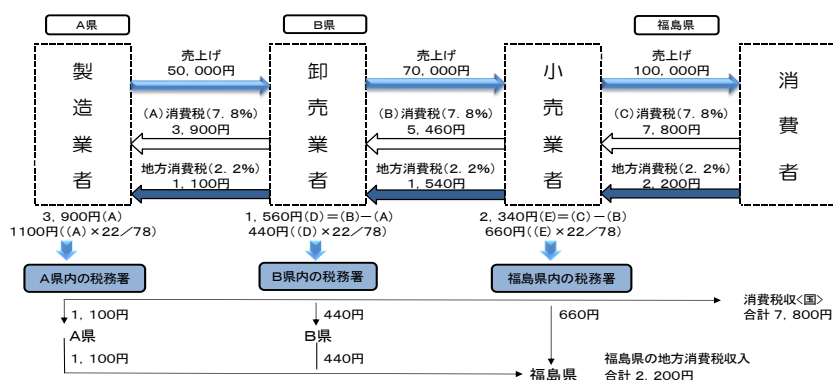 A県
B県
福島県
製造業者
売上げ
50,000円
(A)消費税(7.8%)
3,900円
地方消費税(2.2%)
1,100円
卸売業者
売上げ
70,000円
(B)消費税(7.8%)
5,460円
地方消費税(2.2%)
1,540円
小売業者
売上げ
100,000円
(C)消費税(7.8%)
7,800円
地方消費税(2.2%)
2,200円
消費者
3,900円(A)
1100円((A)×22/78)
1,560円(D)=(B)-(A)
440円((D)×22/78)
2,340円(E)=(C)-(B)
660円((E)×22/78)
A県内の税務署
B県内の税務署
福島県内の税務署
消費税収<国>
合計 7,800円
1,100円
440円
660円
A県
B県
1,100円
440円
福島県
福島県の地方消費税収入
合計 2,200円